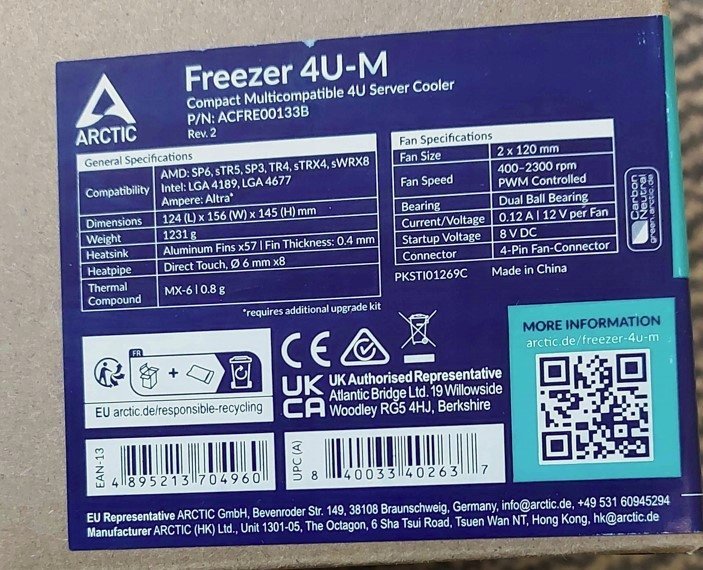 ARCTIC
Freezer 4U-M
Compact Multicompatible 4U Server Cooler
P/N: ACFRE00133B
Rev. 2
General Specifications
Compatibility
AMD: SP6, sTR5, SP3, TR4, sTRX4, sWRX8
Intel: LGA 4189, LGA 4677
Ampere: Altra*
Dimensions 124 (L) x 156 (W) x 145 (H) mm
Weight 1231 g
Heatsink Aluminum Fins x57 | Fin Thickness: 0.4 mm
Heatpipe Direct Touch, Ø 6 mm x8
Thermal Compound MX-6 | 0.8 g
*requires additional upgrade kit
Fan Specifications
Fan Size 2 x 120 mm
Fan Speed 400–2300 rpm
PWM Controlled
Bearing Dual Ball Bearing
Current/Voltage 0.12 A | 12 V per Fan
Startup Voltage 8 V DC
Connector 4-Pin Fan-Connector
PKSTI01269C Made in China
Carbon
Neutral
green.arctic.de
FR
+
EU arctic.de/responsible-recycling
CE
UK
CA
UK Authorised Representative
Atlantic Bridge Ltd. 19 Willowside
Woodley RG5 4HJ, Berkshire
MORE INFORMATION
arctic.de/freezer-4u-m
EAN-13
4 895213 704960
UPC (A)
8 40033 40263 7
EU Representative ARCTIC GmbH, Bevenroder Str. 149, 38108 Braunschweig, Germany, info@arctic.de, +49 531 60945294
Manufacturer ARCTIC (HK) Ltd., Unit 1301-05, The Octagon, 6 Sha Tsui Road, Tsuen Wan NT, Hong Kong, hk@arctic.de